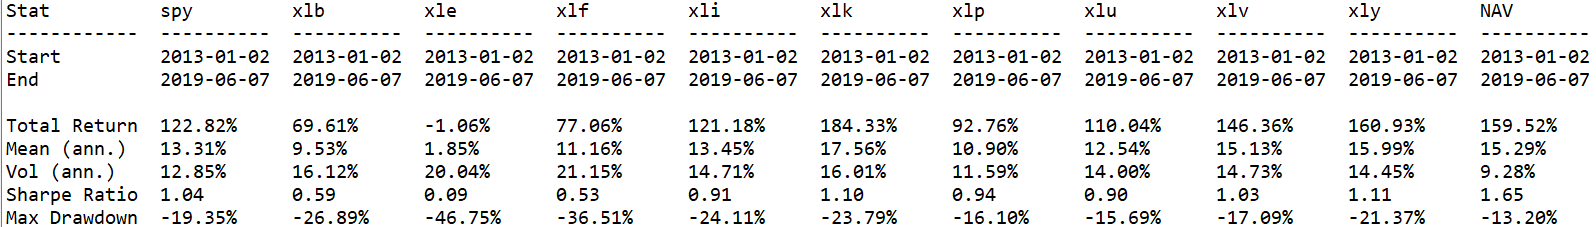 Stat          spy         xlb         xle         xlf         xli         xlk         xlp         xlu         xlv         xly         NAV
------------  ----------  ----------  ----------  ----------  ----------  ----------  ----------  ----------  ----------  ----------  ----------
Start         2013-01-02  2013-01-02  2013-01-02  2013-01-02  2013-01-02  2013-01-02  2013-01-02  2013-01-02  2013-01-02  2013-01-02  2013-01-02
End           2019-06-07  2019-06-07  2019-06-07  2019-06-07  2019-06-07  2019-06-07  2019-06-07  2019-06-07  2019-06-07  2019-06-07  2019-06-07
Total Return  122.82%     69.61%      -1.06%      77.06%      121.18%     184.33%     92.76%      110.04%     146.36%     160.93%     159.52%
Mean (ann.)   13.31%      9.53%       1.85%       11.16%      13.45%      17.56%      10.90%      12.54%      15.13%      15.99%      15.29%
Vol (ann.)    12.85%      16.12%      20.04%      21.15%      14.71%      16.01%      11.59%      14.00%      14.73%      14.45%      9.28%
Sharpe Ratio  1.04        0.59        0.09        0.53        0.91        1.10        0.94        0.90        1.03        1.11        1.65
Max Drawdown  -19.35%     -26.89%     -46.75%     -36.51%     -24.11%     -23.79%     -16.10%     -15.69%     -17.09%     -21.37%     -13.20%